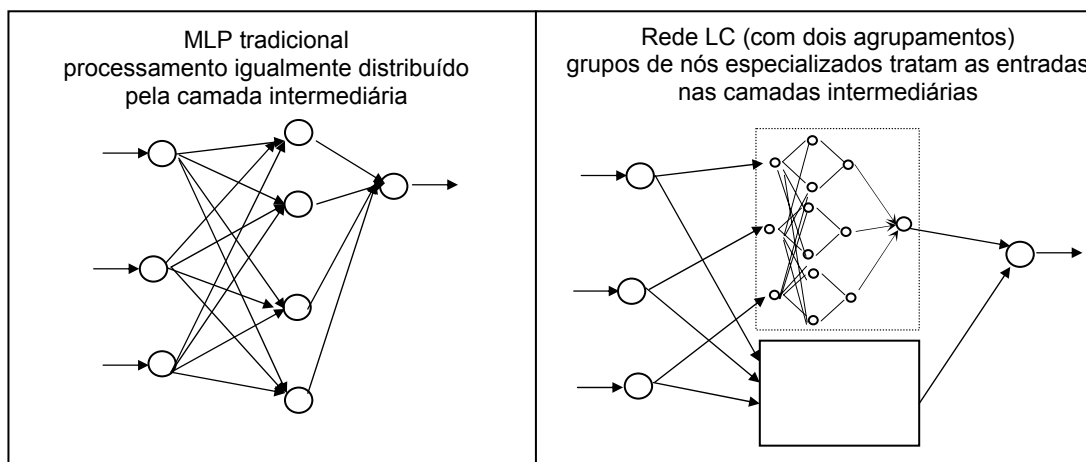 MLP tradicional
processamento igualmente distribuído
pela camada intermediária
Rede LC (com dois agrupamentos)
grupos de nós especializados tratam as entradas
nas camadas intermediárias